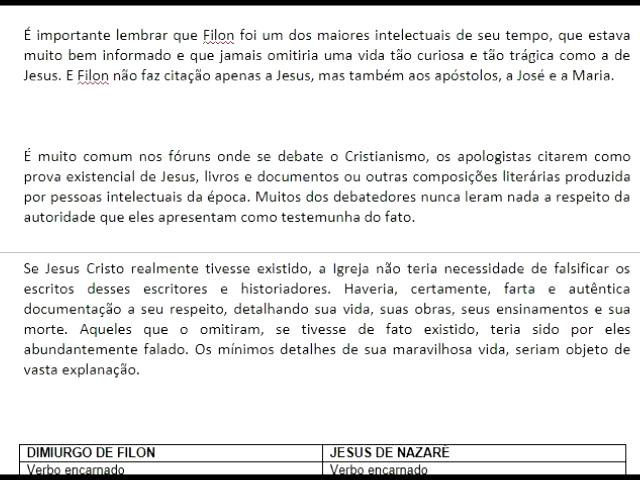 É importante lembrar que Filon foi um dos maiores intelectuais de seu tempo, que estava
muito bem informado e que jamais omitiria uma vida tão curiosa e tão trágica como a de
Jesus. E Filon não faz citação apenas a Jesus, mas também aos apóstolos, a José e a Maria.
É muito comum nos fóruns onde se debate o Cristianismo, os apologistas citarem como
prova existencial de Jesus, livros e documentos ou outras composições literárias produzida
por pessoas intelectuais da época. Muitos dos debatedores nunca leram nada a respeito da
autoridade que eles apresentam como testemunha do fato.
Se Jesus Cristo realmente tivesse existido, a Igreja não teria necessidade de falsificar os
escritos desses escritores e historiadores. Haveria, certamente, farta e autêntica
documentação a seu respeito, detalhando sua vida, suas obras, seus ensinamentos e sua
morte. Aqueles que o omitiram, se tivesse de fato existido, teria sido por eles
abundantemente falado. Os mínimos detalhes de sua maravilhosa vida, seriam objeto de
vasta explanação.
DIMIURGO DE FILON JESUS DE NAZARÉ
Verbo encarnado Verbo encarnado